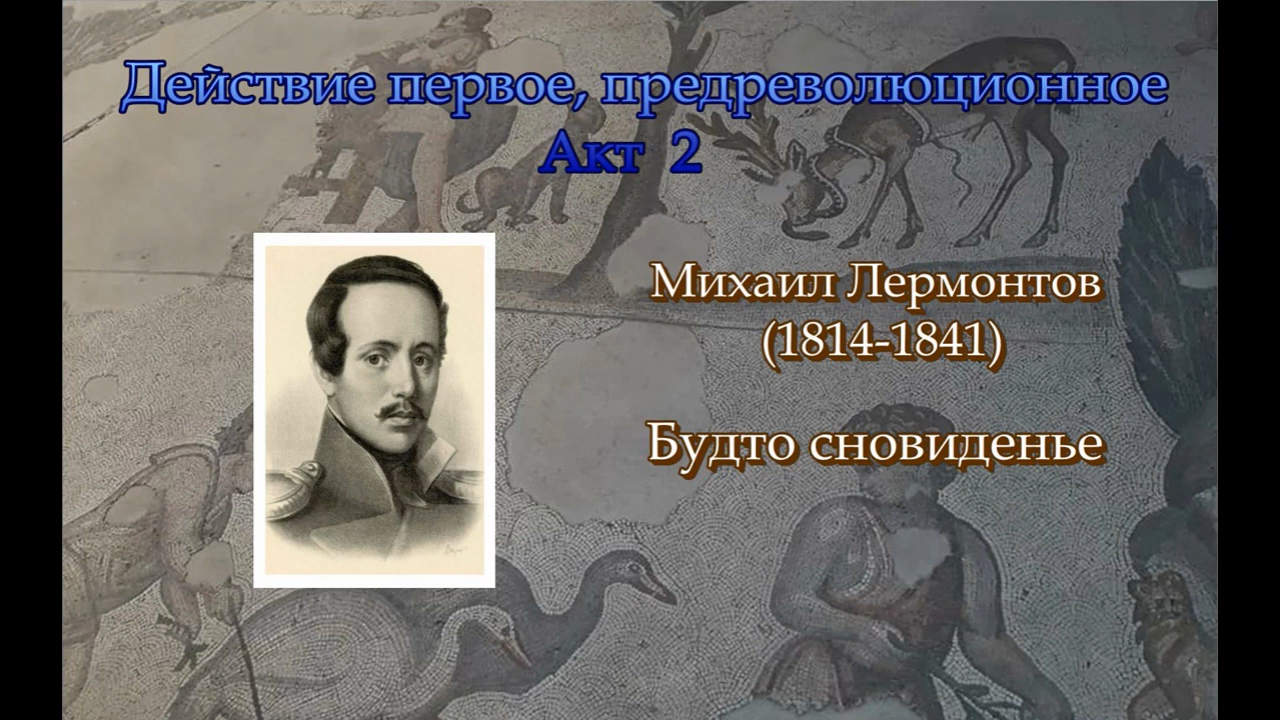 Действие первое, предреволюционное
Акт 2
Михаил Лермонтов
(1814-1841)
Будто сновиденье